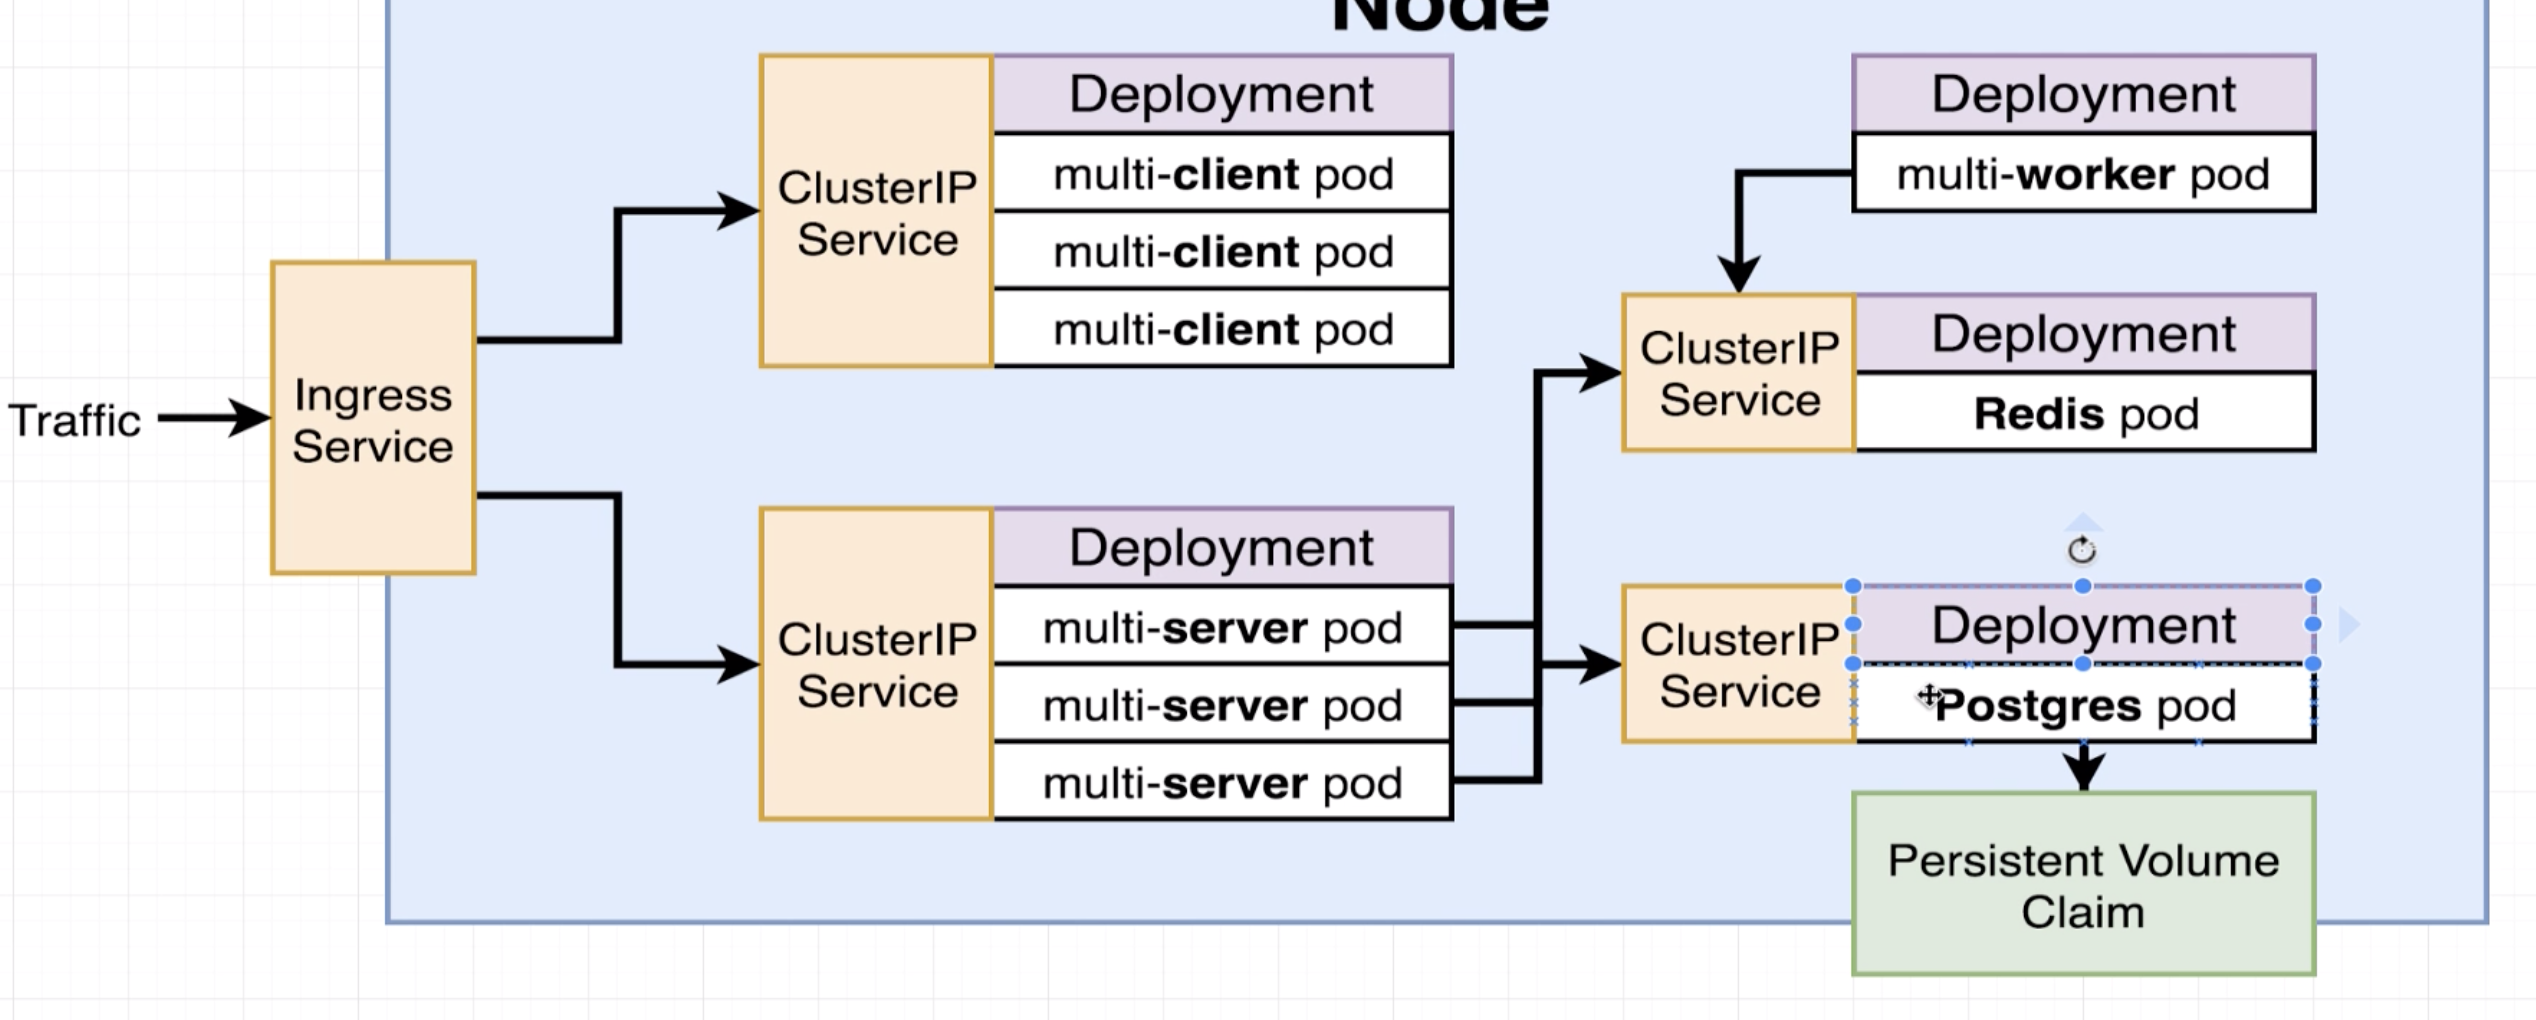 Node
Deployment
multi-client pod
multi-client pod
multi-client pod
ClusterIP
Service
Deployment
multi-worker pod
ClusterIP
Service
Deployment
Redis pod
Traffic
Ingress
Service
ClusterIP
Service
Deployment
multi-server pod
multi-server pod
multi-server pod
ClusterIP
Service
Deployment
Postgres pod
Persistent Volume
Claim